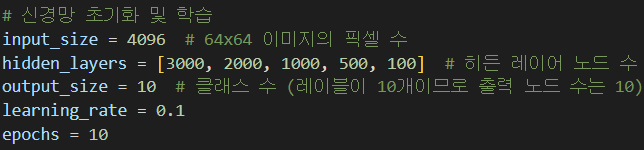 # 신경망 초기화 및 학습
input_size = 4096  # 64x64 이미지의 픽셀 수
hidden_layers = [3000, 2000, 1000, 500, 100]  # 히든 레이어 노드 수
output_size = 10  # 클래스 수 (레이블이 10개이므로 출력 노드 수는 10)
learning_rate = 0.1
epochs = 10